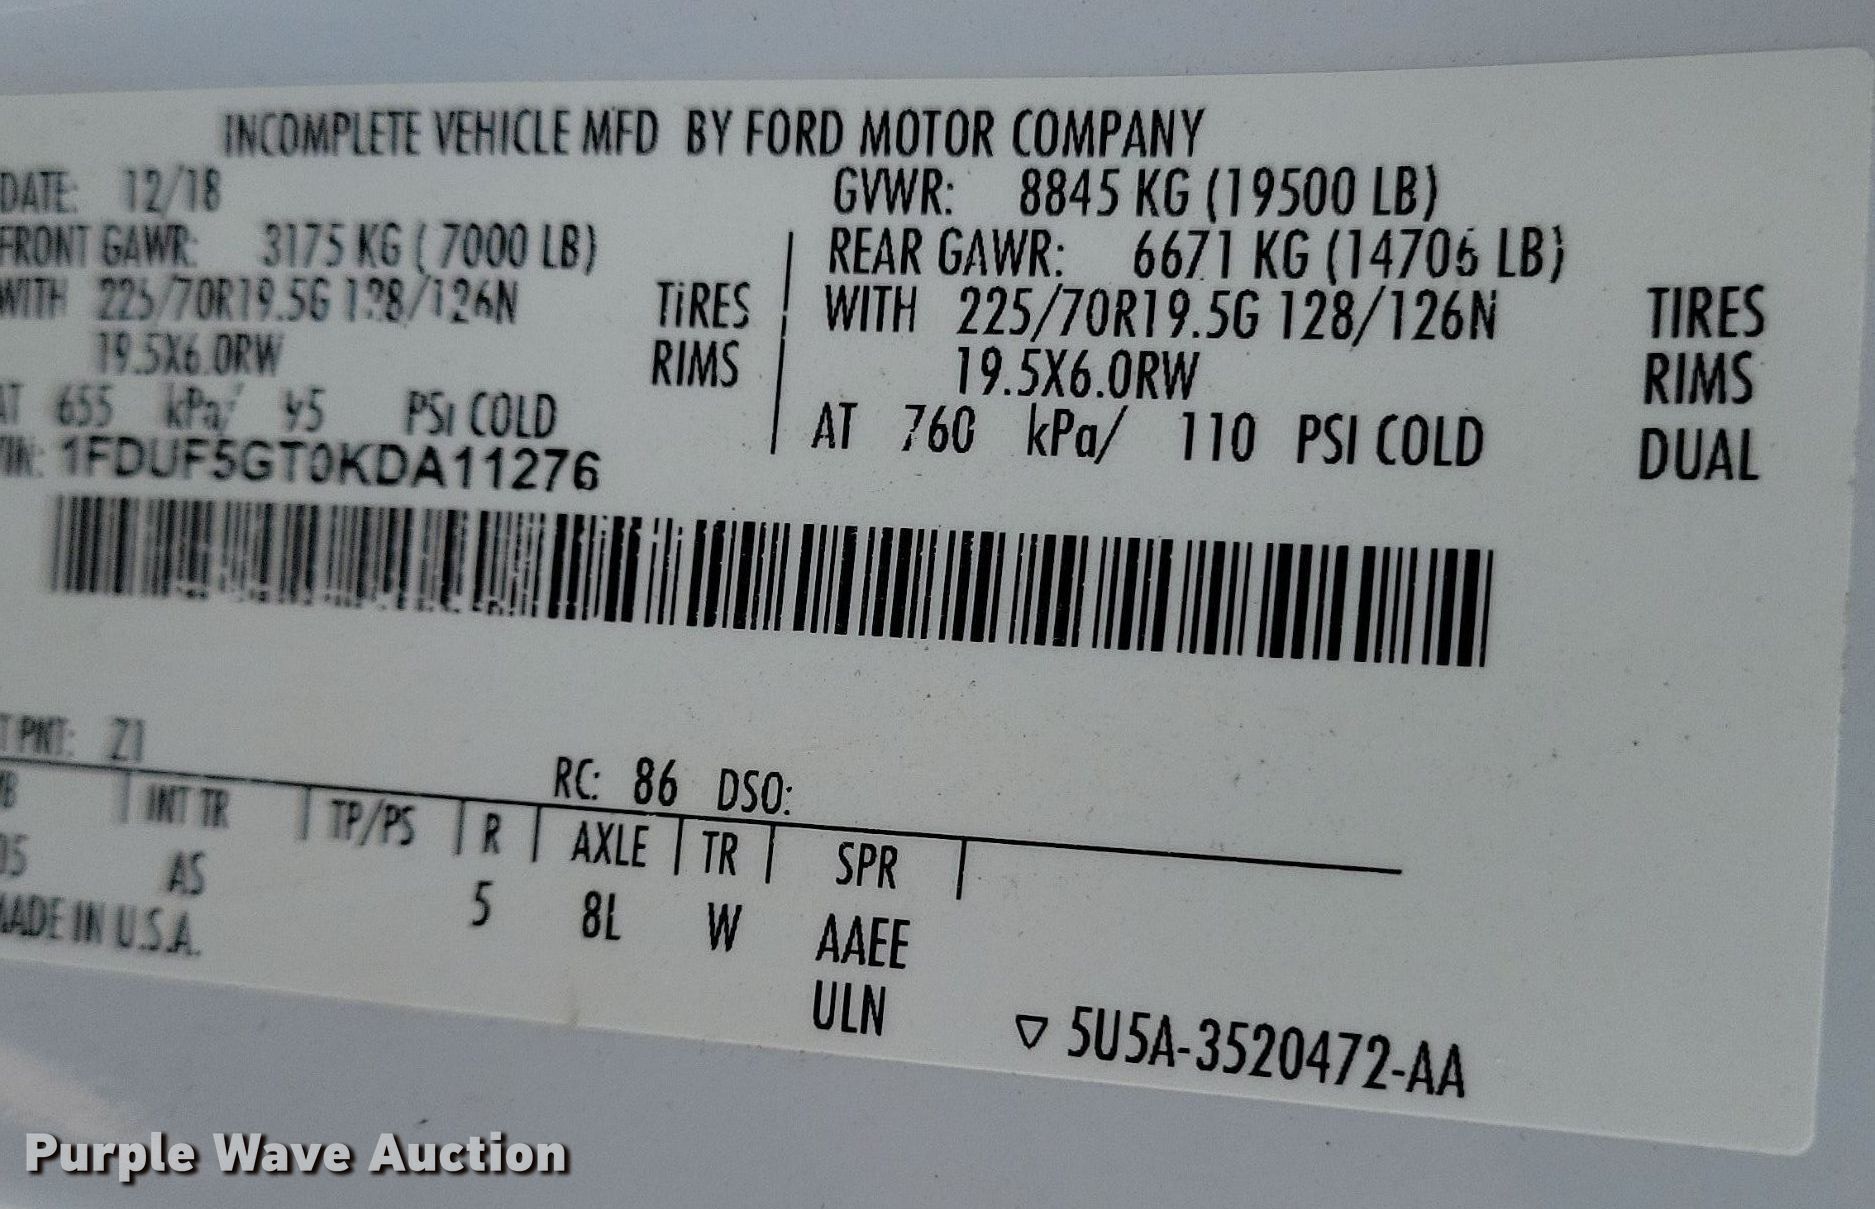 INCOMPLETE VEHICLE MFD BY FORD MOTOR COMPANY
DATE: 12/18 GVWR: 8845 KG (19500 LB)
FRONT GAWR: 3175 KG ( 7000 LB) REAR GAWR: 6671 KG (14706 LB)
WITH 225/70R19.5G 128/126N TIRES WITH 225/70R19.5G 128/126N TIRES
19.5X6.0RW RIMS 19.5X6.0RW RIMS
AT 655 kPa/ 95 PSI COLD AT 760 kPa/ 110 PSI COLD DUAL
VIN: 1FDUF5GT0KDA11276
T PNT: Z1 RC: 86 DSO:
WB INT TR TP/PS R AXLE TR SPR
05 AS 5 8L W AAEE
MADE IN U.S.A. ULN
▽ 5U5A-3520472-AA
Purple Wave Auction